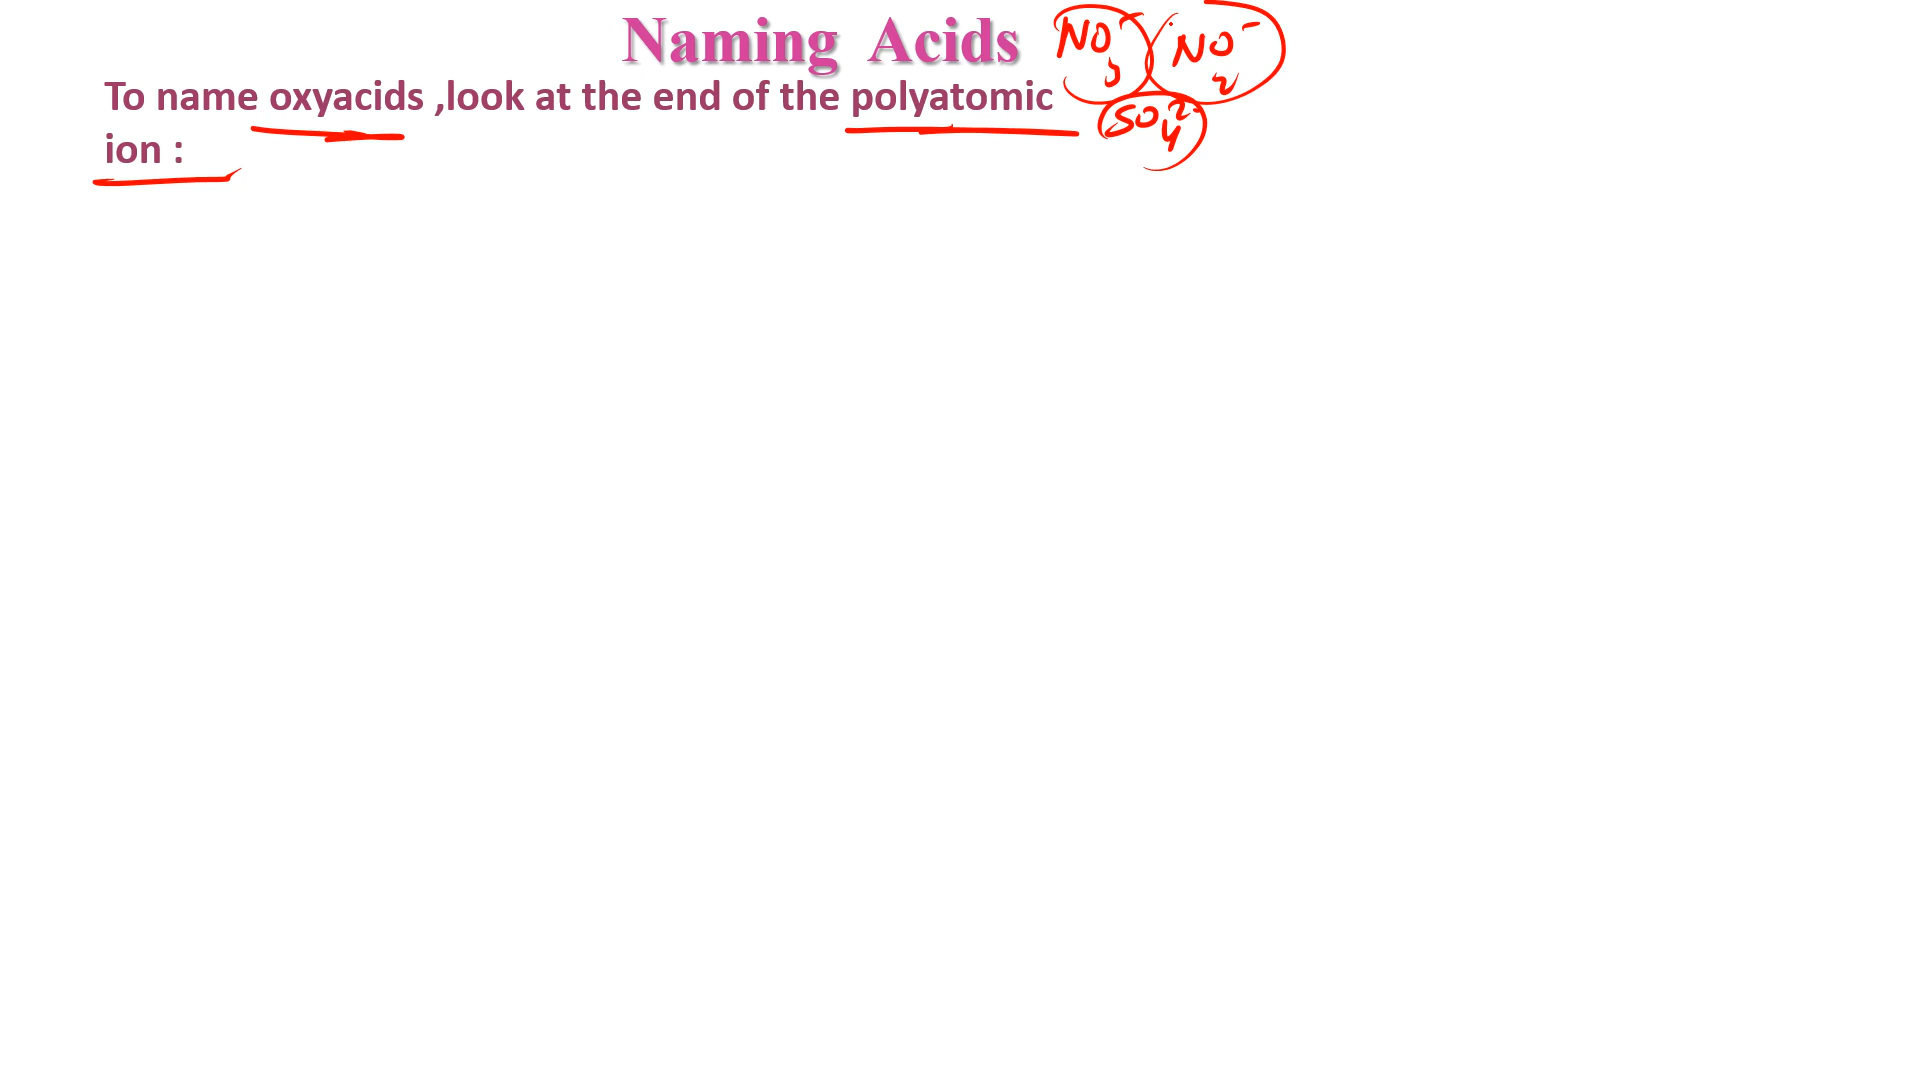 Naming Acids
NO3⁻ NO2⁻
To name oxyacids ,look at the end of the polyatomic
SO4²⁻
ion :